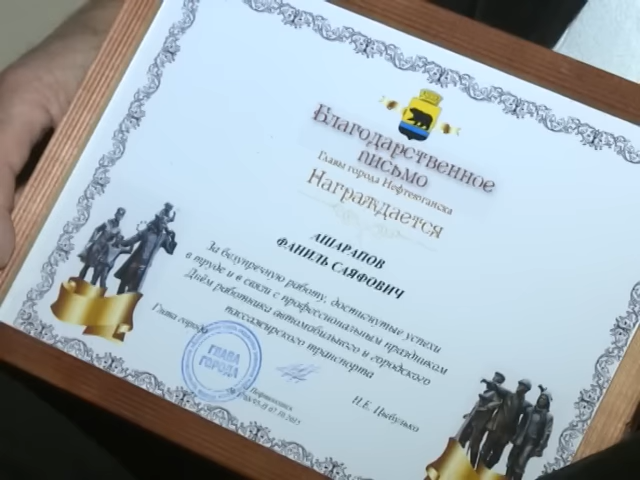 Благодарственное
письмо
Главы города Нефтеюганска
Награждается
АШАРАПОВ
ФАНИЛЬ САЯФОВИЧ
За безупречную работу, достигнутые успехи
в труде и в связи с профессиональным праздником
Днём работника автомобильного и городского
пассажирского транспорта
Глава города
Н.Е. Цыбулько
ГЛАВА
ГОРОДА
г. Нефтеюганск